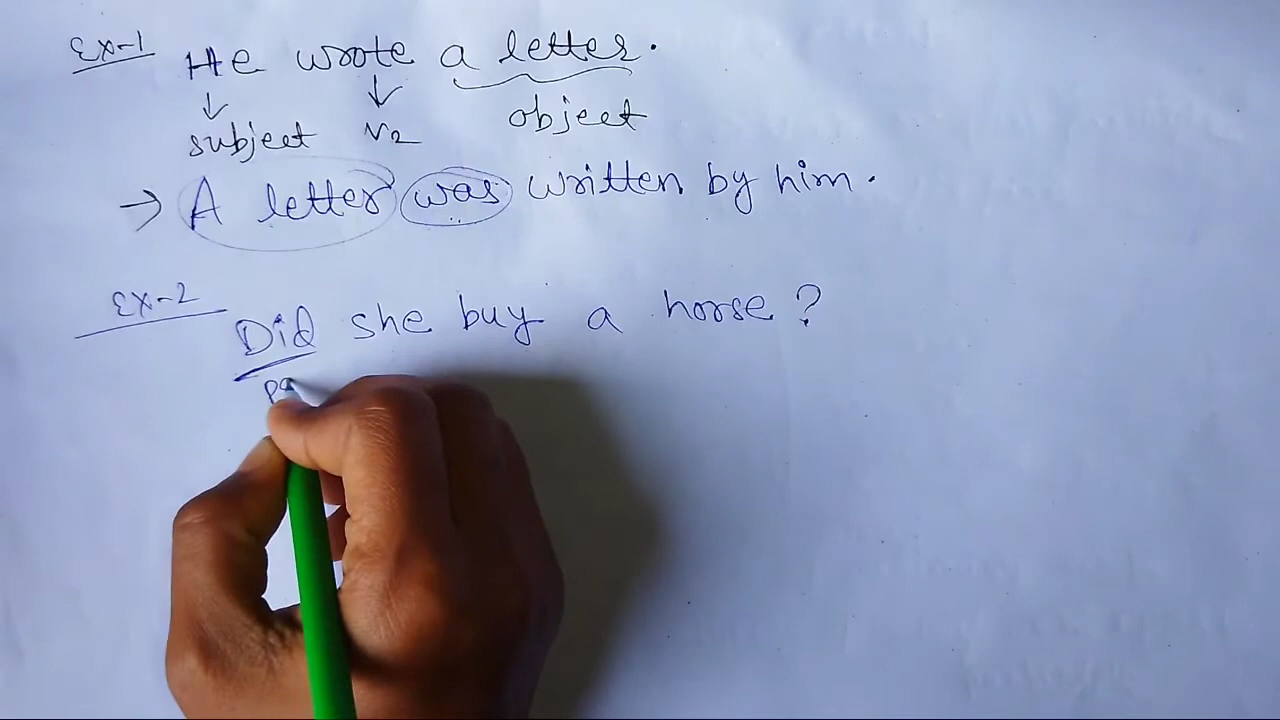 Ex-1 He wrote a letter.
subject V2 object
→ A letter was written by him.
Ex-2 Did she buy a horse?
pa